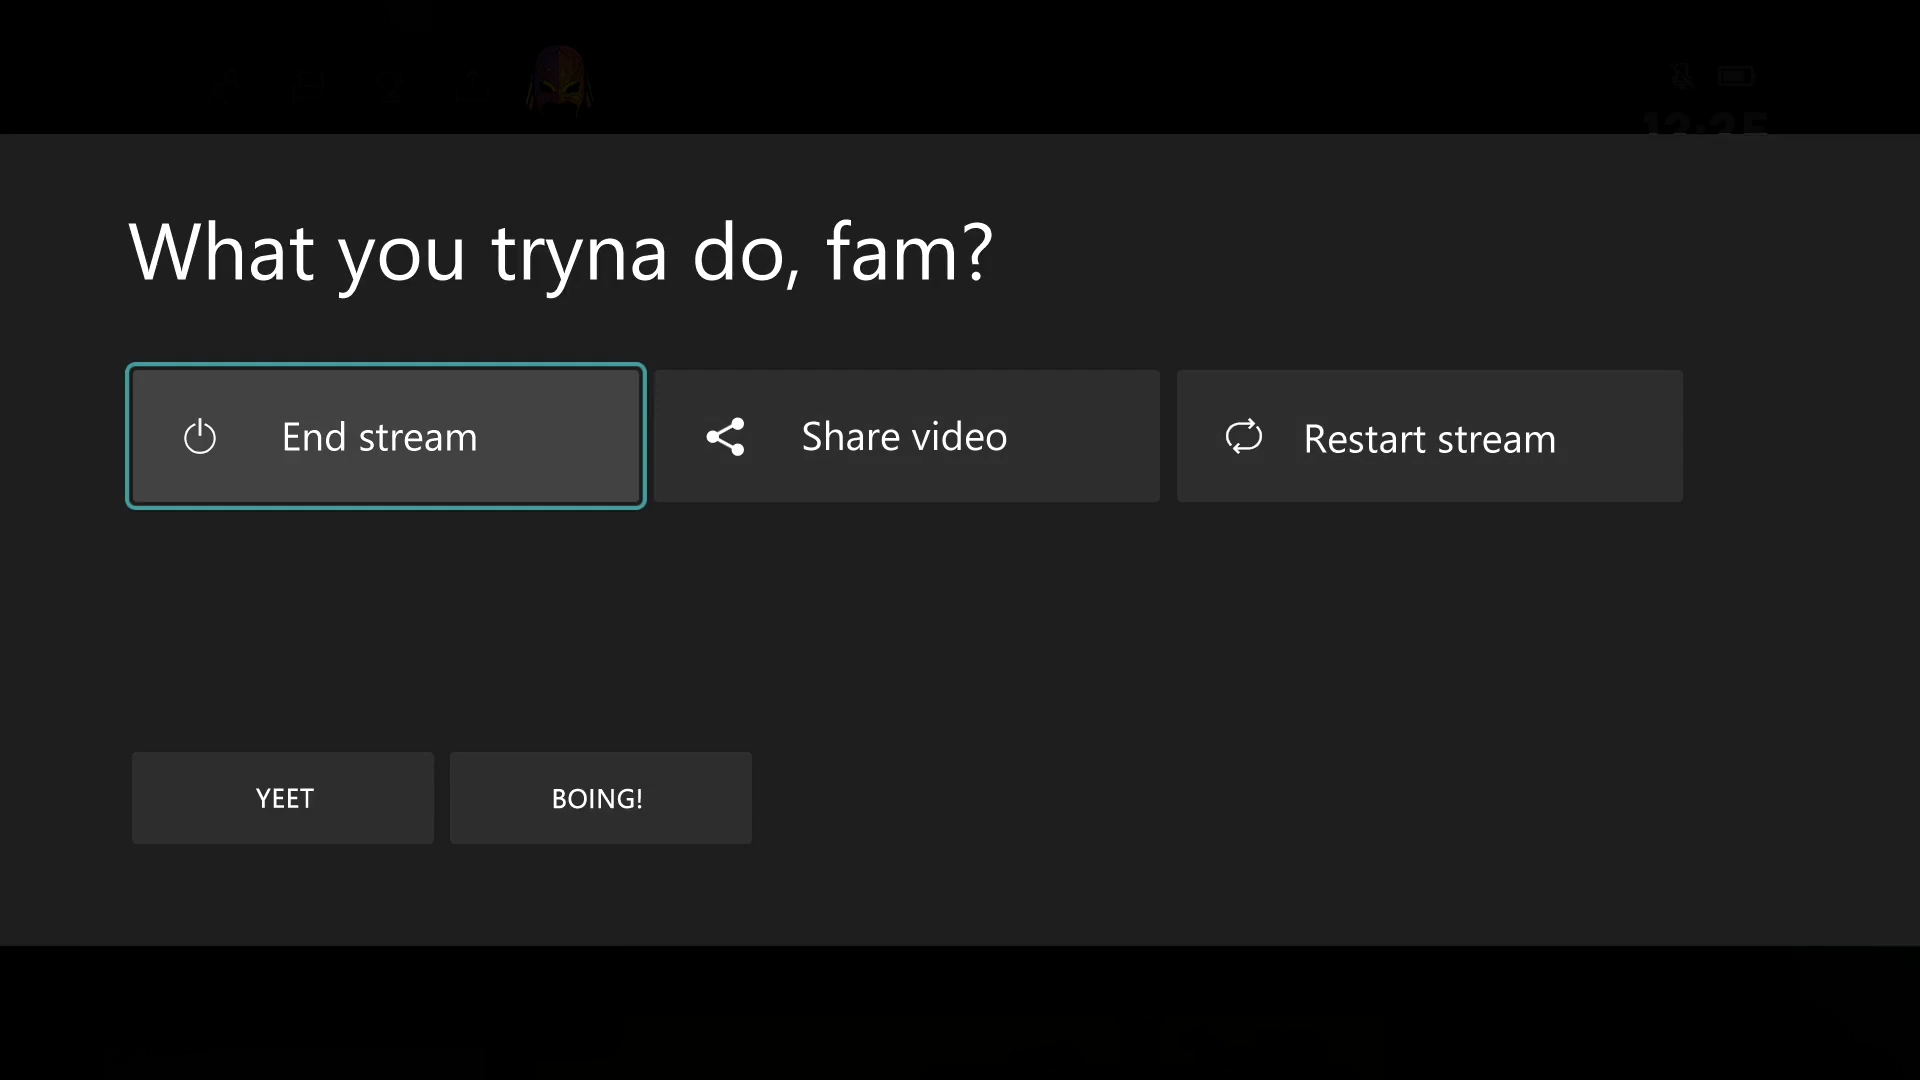 What you tryna do, fam?
End stream
Share video
Restart stream
YEET
BOING!